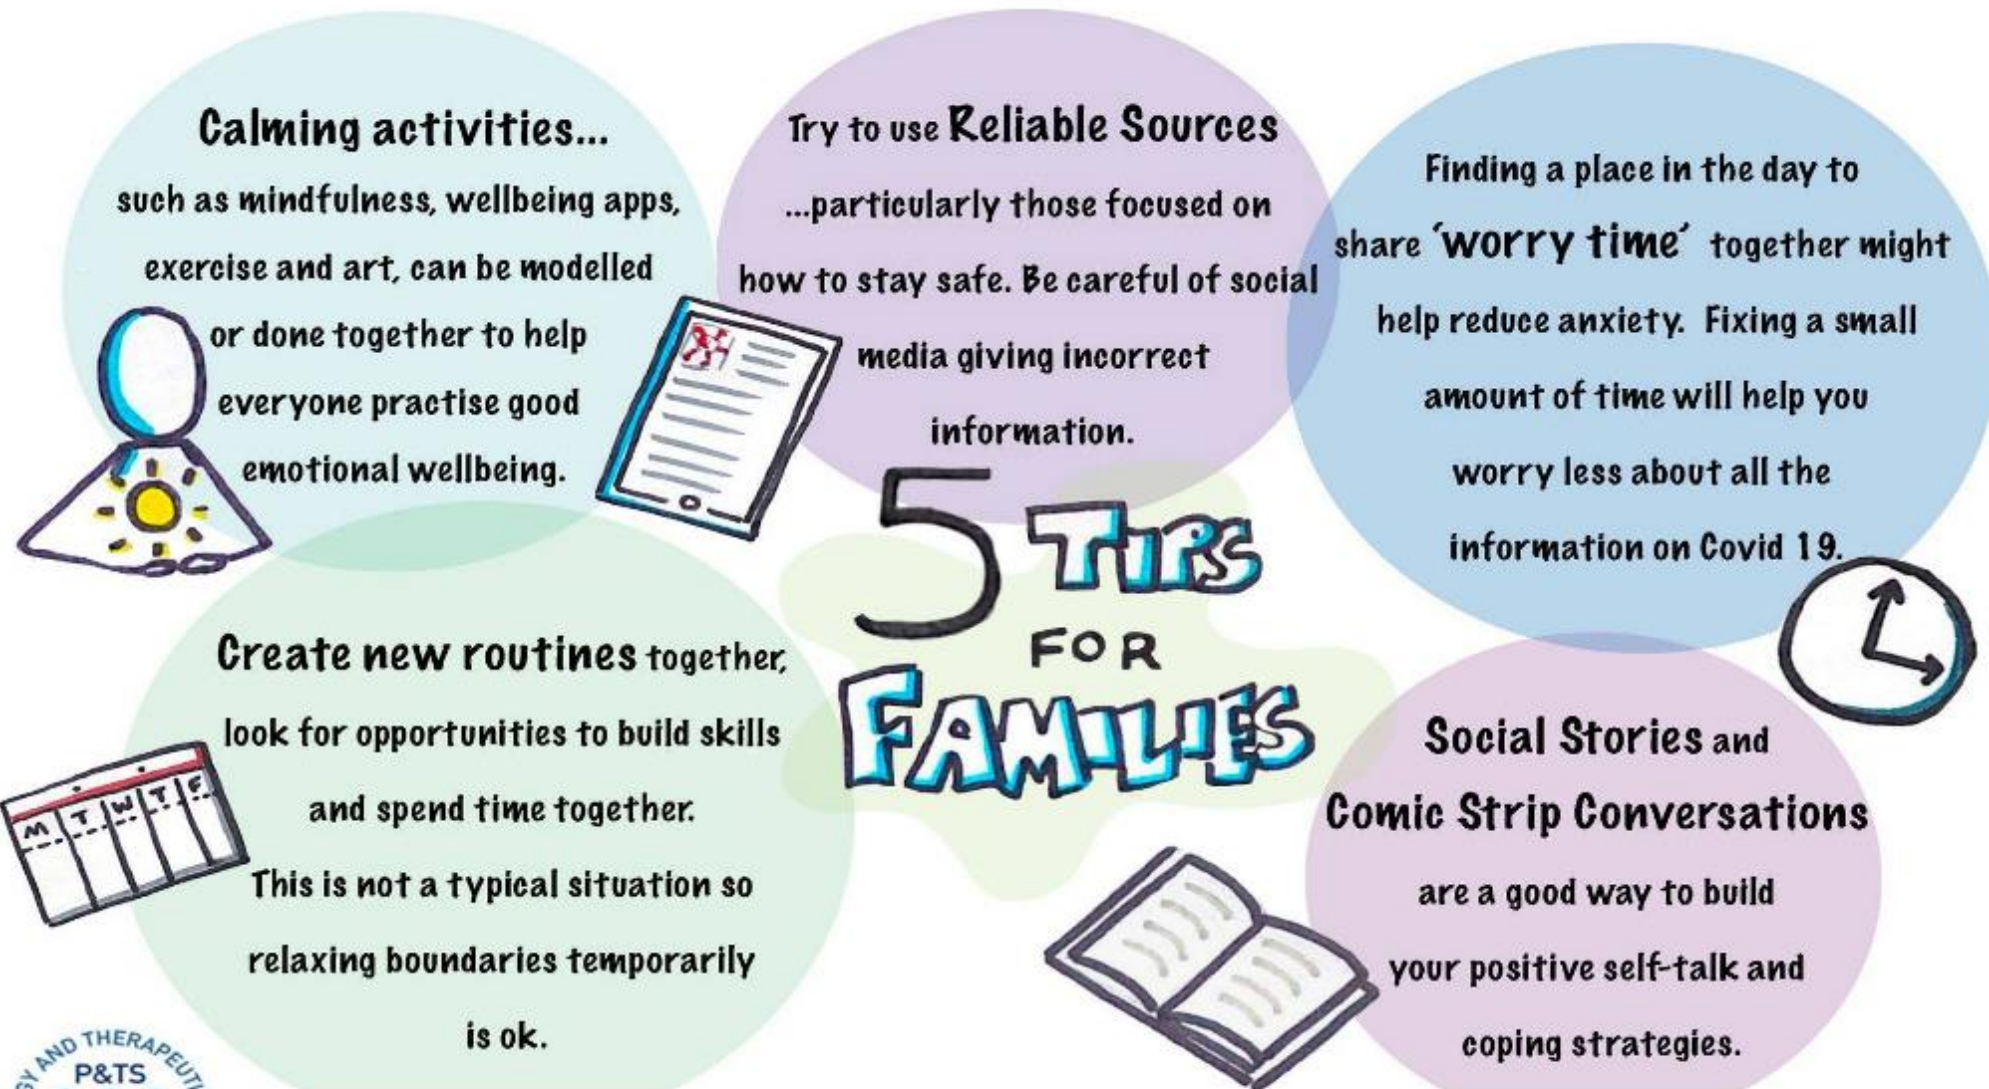 Calming activities...
such as mindfulness, wellbeing apps,
exercise and art, can be modelled
or done together to help
everyone practise good
emotional wellbeing.
Try to use Reliable Sources
...particularly those focused on
how to stay safe. Be careful of social
media giving incorrect
information.
Finding a place in the day to
share 'worry time' together might
help reduce anxiety. Fixing a small
amount of time will help you
worry less about all the
information on Covid 19.
5 TIPS
FOR
FAMILIES
Create new routines together,
look for opportunities to build skills
and spend time together.
This is not a typical situation so
relaxing boundaries temporarily
is ok.
M T W T F
Social Stories and
Comic Strip Conversations
are a good way to build
your positive self-talk and
coping strategies.
AND
P&TS